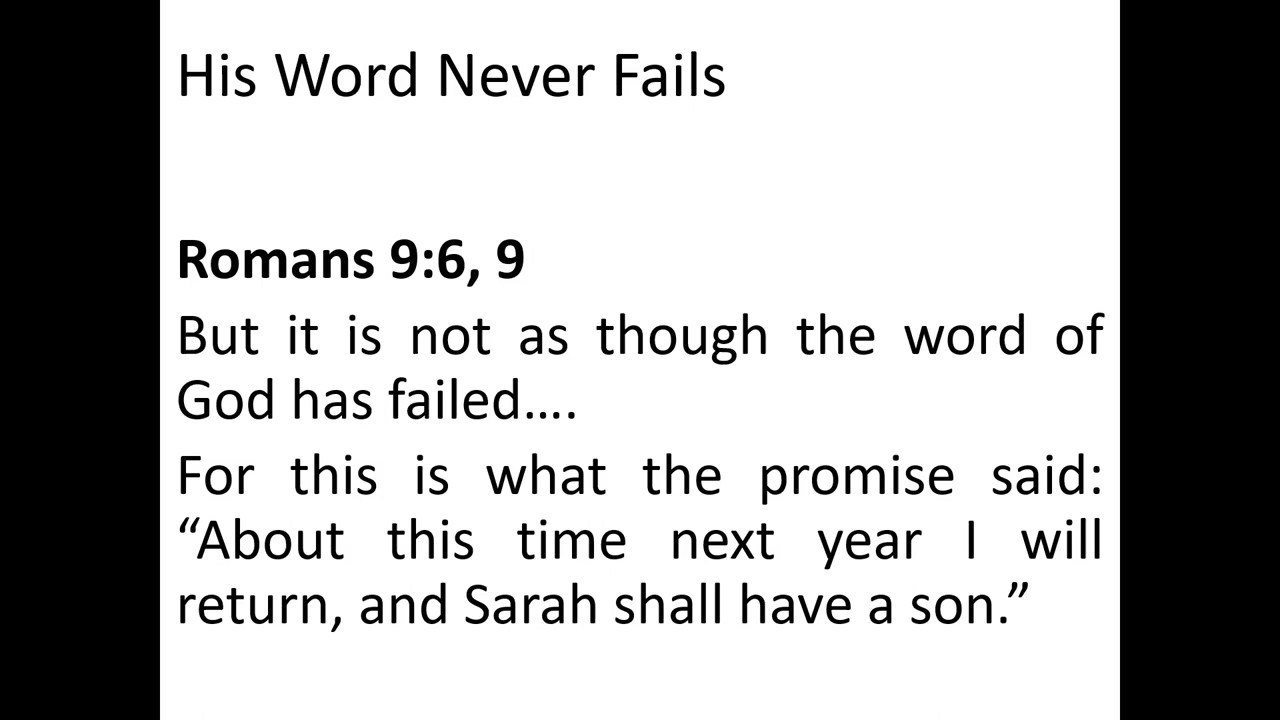 His Word Never Fails
Romans 9:6, 9
But it is not as though the word of
God has failed….
For this is what the promise said:
“About this time next year I will
return, and Sarah shall have a son.”